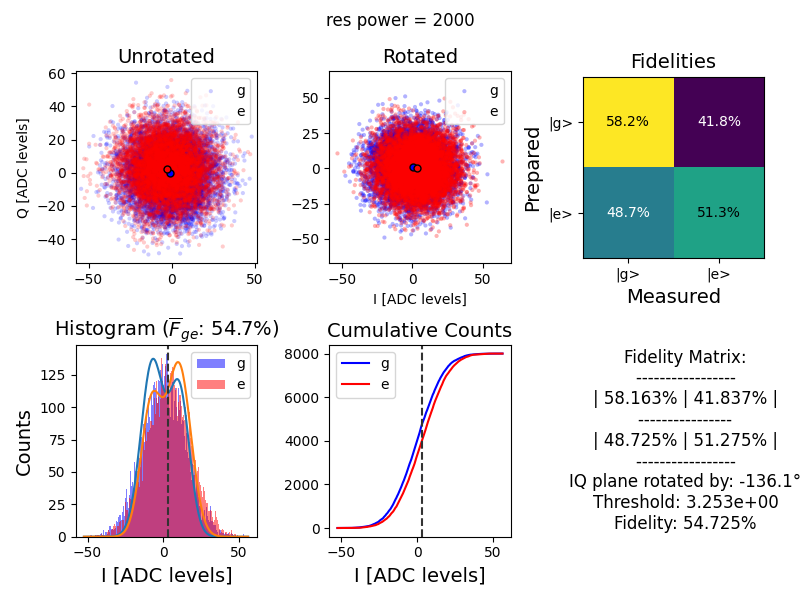 res power = 2000
Unrotated
Q [ADC levels]
60
40
20
0
−20
−40
−50
0
50
g
e
Rotated
50
25
0
−25
−50
−50
0
50
I [ADC levels]
g
e
Fidelities
Prepared
|g>
|e>
58.2%
41.8%
48.7%
51.3%
|g>
|e>
Measured
Histogram (F̅ge: 54.7%)
Counts
125
100
75
50
25
0
−50
0
50
I [ADC levels]
g
e
Cumulative Counts
8000
6000
4000
2000
0
−50
0
50
I [ADC levels]
g
e
Fidelity Matrix:
-----------------
| 58.163% | 41.837% |
----------------
| 48.725% | 51.275% |
-----------------
IQ plane rotated by: -136.1°
Threshold: 3.253e+00
Fidelity: 54.725%